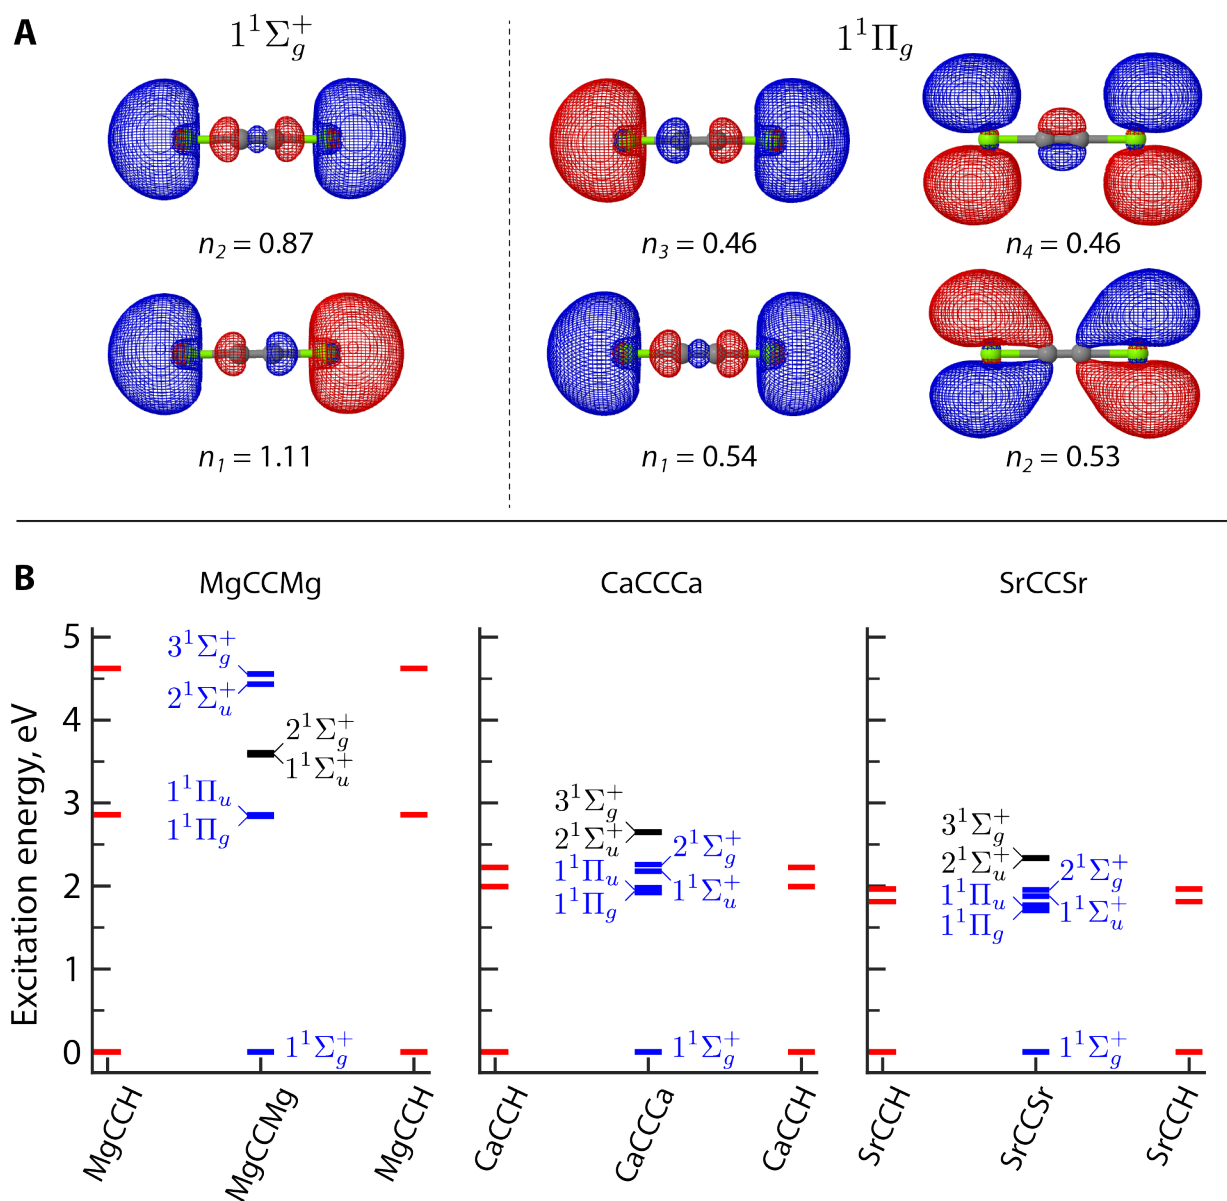 A
1¹Σg⁺
1¹Πg
n₂ = 0.87
n₃ = 0.46
n₄ = 0.46
n₁ = 1.11
n₁ = 0.54
n₂ = 0.53
B
MgCCMg
CaCCCa
SrCCSr
Excitation energy, eV
5
4
3
2
1
0
3¹Σg⁺
2¹Σu⁺
2¹Σg⁺
1¹Σu⁺
1¹Πu
1¹Πg
1¹Σg⁺
3¹Σg⁺
2¹Σu⁺
2¹Σg⁺
1¹Πu
1¹Σu⁺
1¹Πg
1¹Σg⁺
3¹Σg⁺
2¹Σu⁺
2¹Σg⁺
1¹Πu
1¹Σu⁺
1¹Πg
1¹Σg⁺
MgCCH
MgCCMg
MgCCH
CaCCH
CaCCCa
CaCCH
SrCCH
SrCCSr
SrCCH